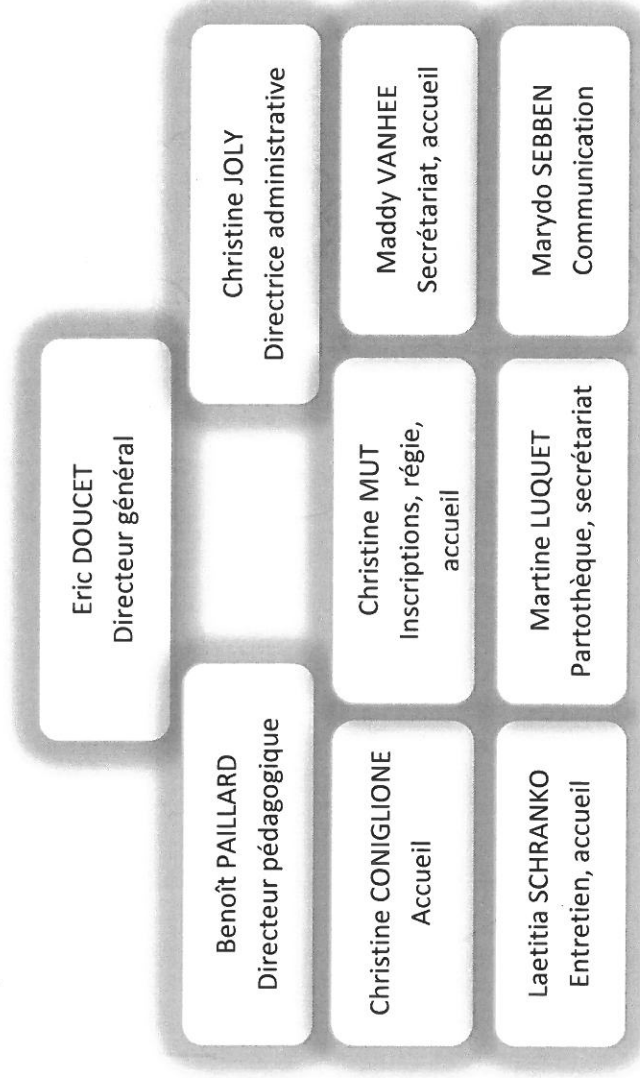 Eric DOUCET
Directeur général
Benoît PAILLARD
Directeur pédagogique
Christine JOLY
Directrice administrative
Christine CONIGLIONE
Accueil
Christine MUT
Inscriptions, régie,
accueil
Maddy VANHEE
Secrétariat, accueil
Laetitia SCHRANKO
Entretien, accueil
Martine LUQUET
Partothèque, secrétariat
Marydo SEBBEN
Communication